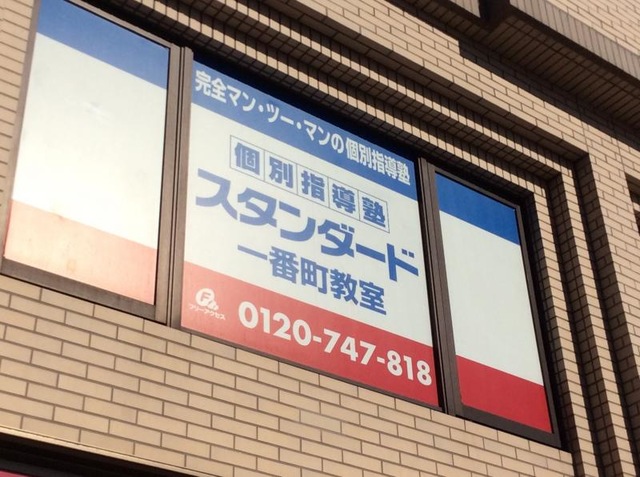 完全マン・ツー・マンの個別指導塾
個別指導塾
スタンダード
一番町教室
フリーアクセス
0120-747-818